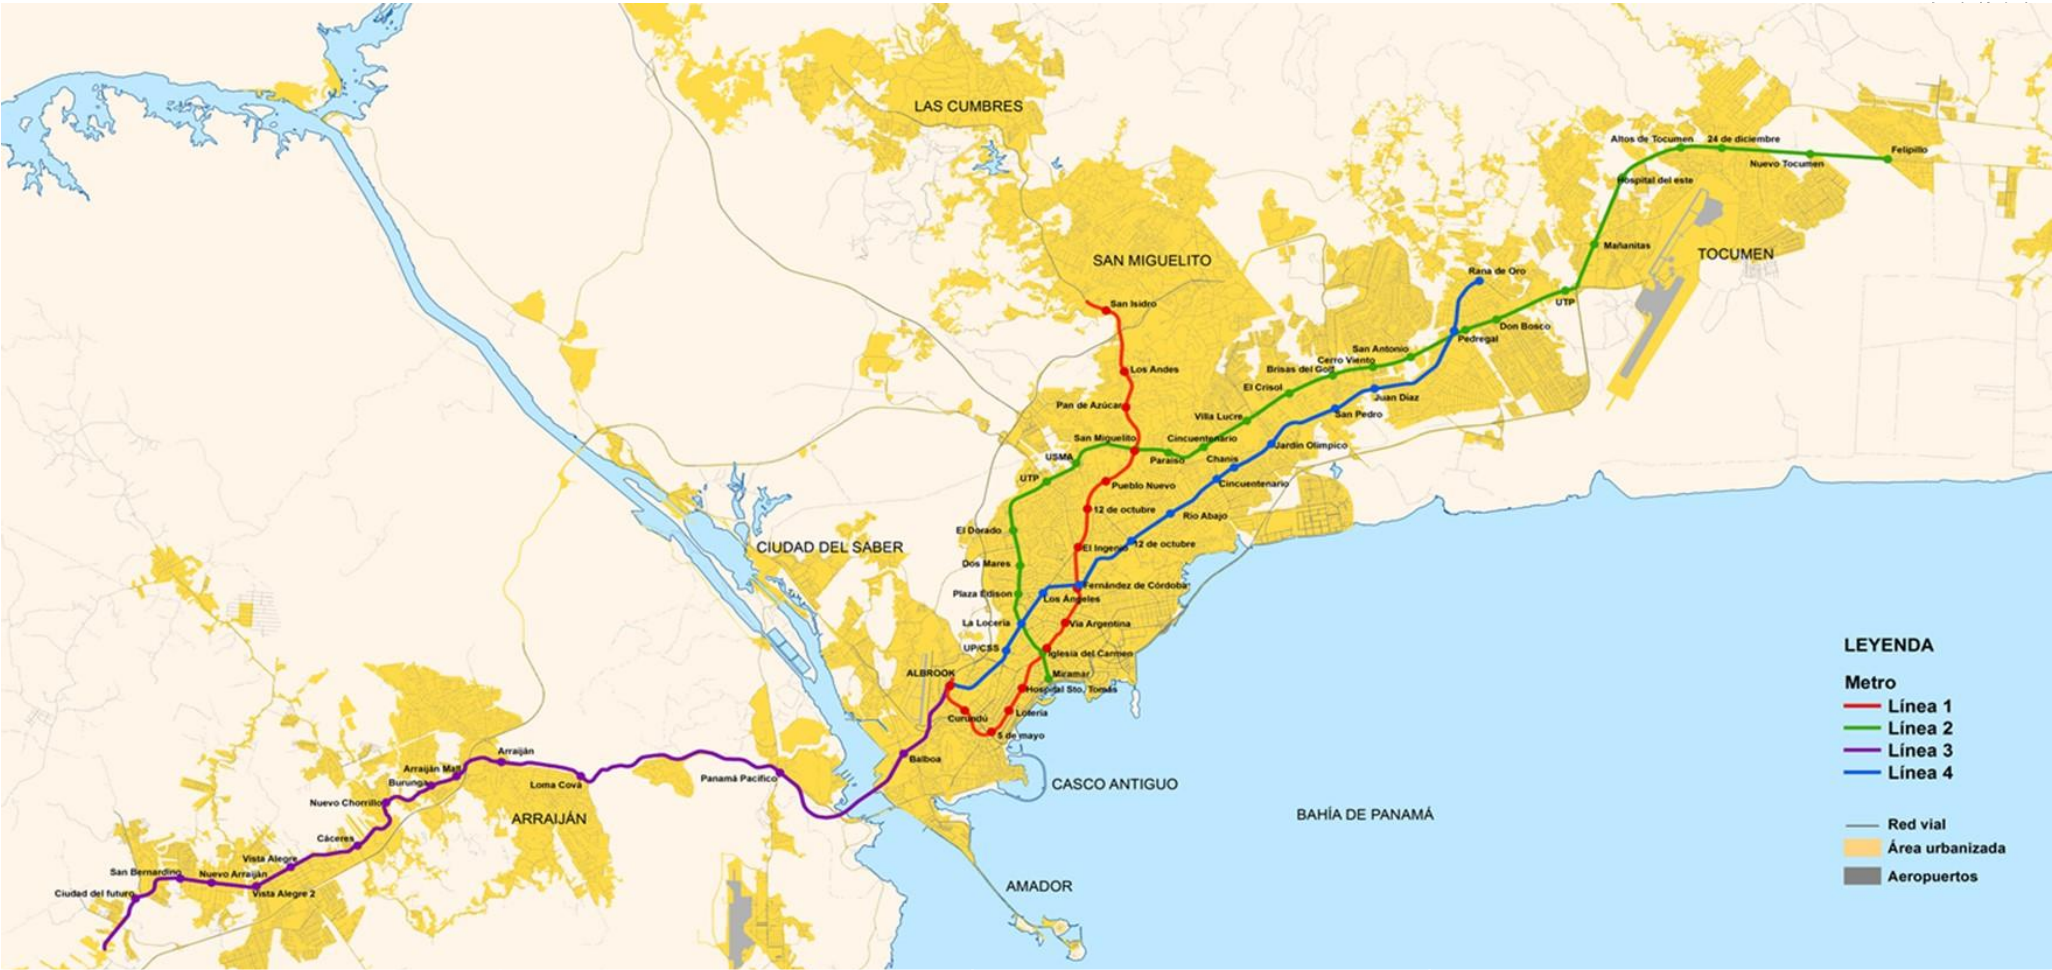 LAS CUMBRES
Altos de Tocumen
24 de diciembre
Felipillo
Nuevo Tocumen
Hospital del este
Mañanitas
TOCUMEN
SAN MIGUELITO
Rana de Oro
San Isidro
UTP
Don Bosco
Pedregal
San Antonio
Cerro Viento
Brisas del Golf
Los Andes
El Crisol
Juan Diaz
Pan de Azúcar
Villa Lucre
San Pedro
San Miguelito
Cincuentenario
Jardín Olímpico
USMA
Paraíso
Chanis
UTP
Pueblo Nuevo
Cincuentenario
12 de octubre
Río Abajo
El Dorado
CIUDAD DEL SABER
El Ingenio
12 de octubre
Dos Mares
Fernández de Córdoba
Plaza Edison
Los Ángeles
La Locería
Vía Argentina
UP/CSS
Iglesia del Carmen
ALBROOK
Miramar
Hospital Sto. Tomás
Curundú
Lotería
5 de mayo
Balboa
Arraiján
Arraiján Mall
Burunga
Loma Cová
Panamá Pacífico
CASCO ANTIGUO
Nuevo Chorrillo
ARRAIJÁN
BAHÍA DE PANAMÁ
Cáceres
Vista Alegre
San Bernardino
Nuevo Arraiján
Vista Alegre 2
Ciudad del futuro
AMADOR
LEYENDA
Metro
Línea 1
Línea 2
Línea 3
Línea 4
Red vial
Área urbanizada
Aeropuertos